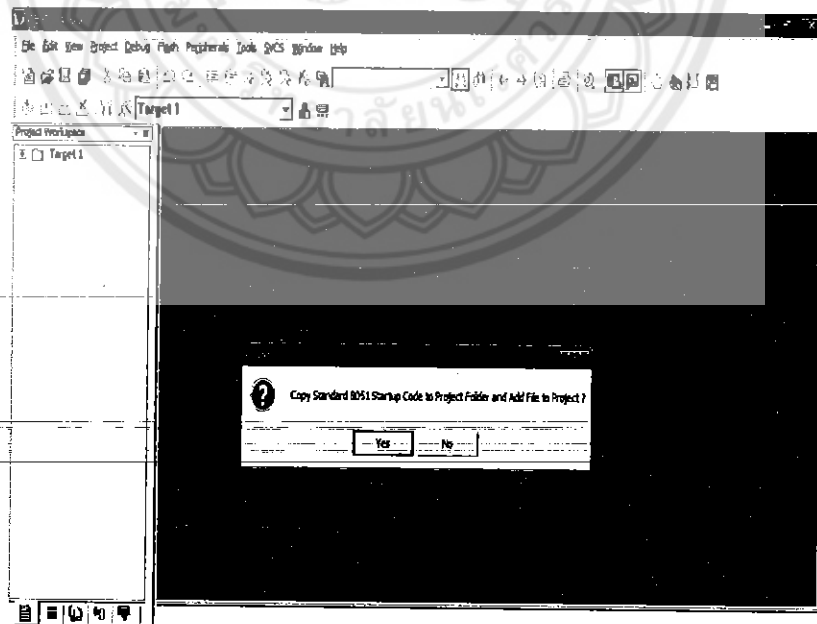 File Edit View Project Debug Flash Peripherals Tools SVCS Window Help
Target 1
Project Workspace
Target 1
Copy Standard 8051 Startup Code to Project Folder and Add File to Project ?
Yes No